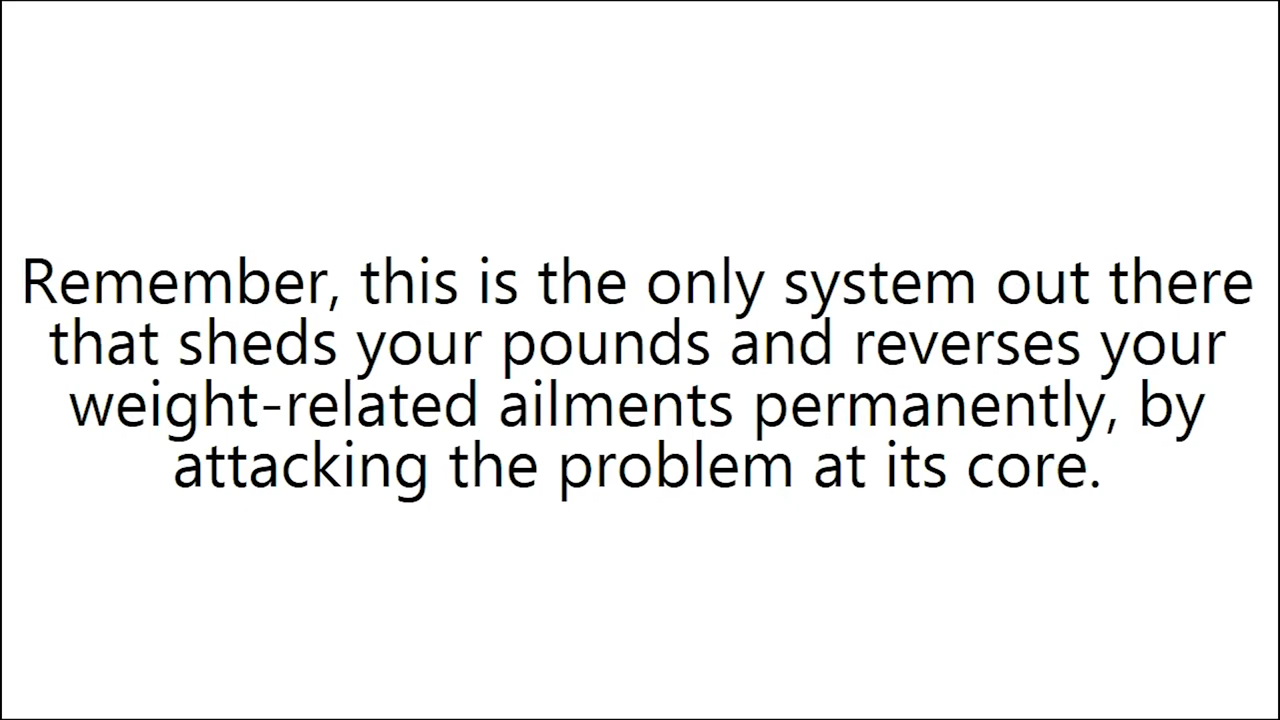 Remember, this is the only system out there
that sheds your pounds and reverses your
weight-related ailments permanently, by
attacking the problem at its core.